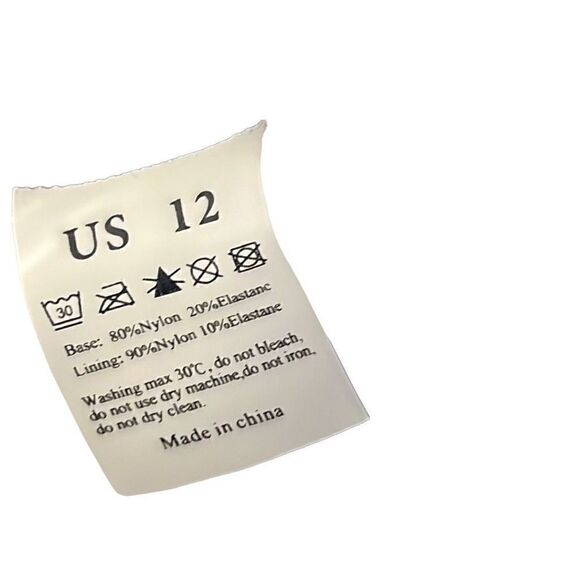 US 12
30
Base: 80%Nylon 20%Elastane
Lining: 90%Nylon 10%Elastane
Washing max 30℃, do not bleach,
do not use dry machine,do not iron,
do not dry clean.
Made in china